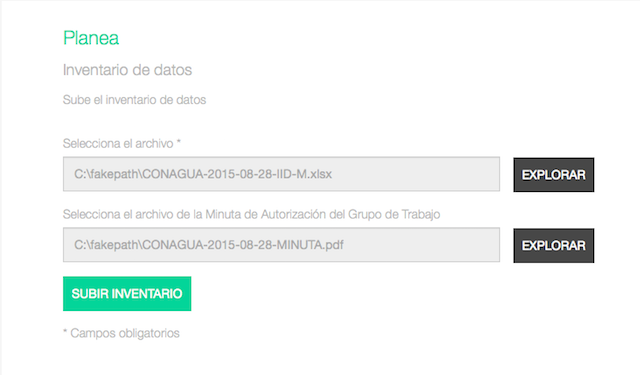 Planea
Inventario de datos
Sube el inventario de datos
Selecciona el archivo *
C:\fakepath\CONAGUA-2015-08-28-IID-M.xlsx
EXPLORAR
Selecciona el archivo de la Minuta de Autorización del Grupo de Trabajo
C:\fakepath\CONAGUA-2015-08-28-MINUTA.pdf
EXPLORAR
SUBIR INVENTARIO
* Campos obligatorios